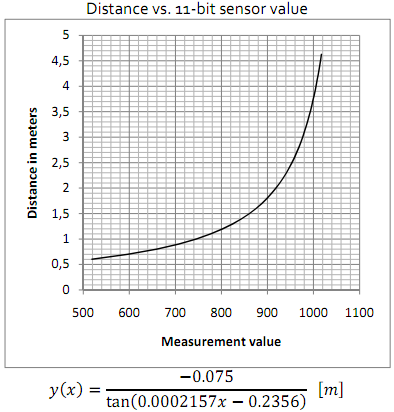 Distance vs. 11-bit sensor value
5
4,5
4
3,5
3
2,5
2
1,5
1
0,5
0
Distance in meters
500 600 700 800 900 1000 1100
Measurement value
y(x) = −0.075 / tan(0.0002157x − 0.2356) [m]